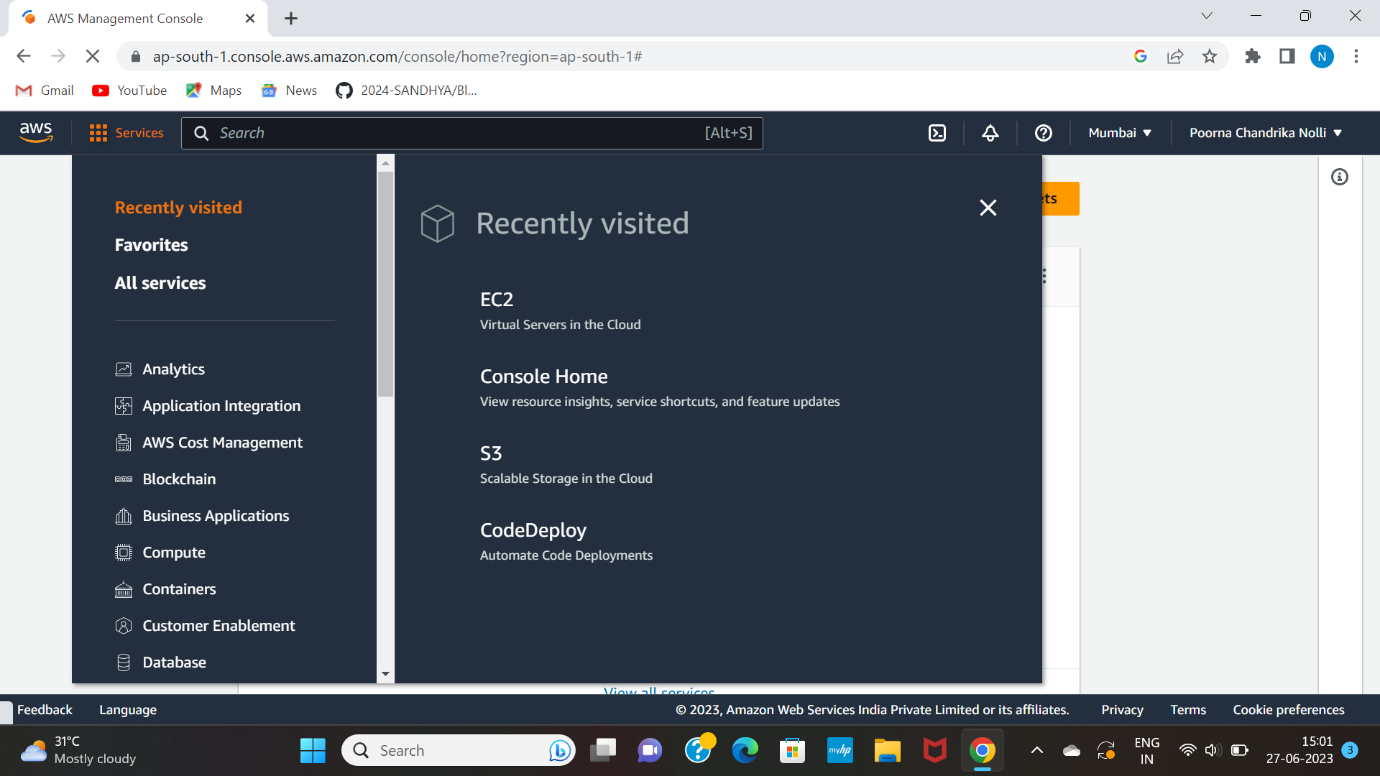 AWS Management Console
ap-south-1.console.aws.amazon.com/console/home?region=ap-south-1#
N
Gmail YouTube Maps News 2024-SANDHYA/BI...
aws Services Search [Alt+S] Mumbai ▼ Poorna Chandrika Nolli ▼
Recently visited
Favorites
All services
Analytics
Application Integration
AWS Cost Management
Blockchain
Business Applications
Compute
Containers
Customer Enablement
Database
Recently visited
EC2
Virtual Servers in the Cloud
Console Home
View resource insights, service shortcuts, and feature updates
S3
Scalable Storage in the Cloud
CodeDeploy
Automate Code Deployments
ts
View all services
Feedback Language © 2023, Amazon Web Services India Private Limited or its affiliates. Privacy Terms Cookie preferences
31°C
Mostly cloudy
Search
myhp
ENG
IN
15:01
27-06-2023
3